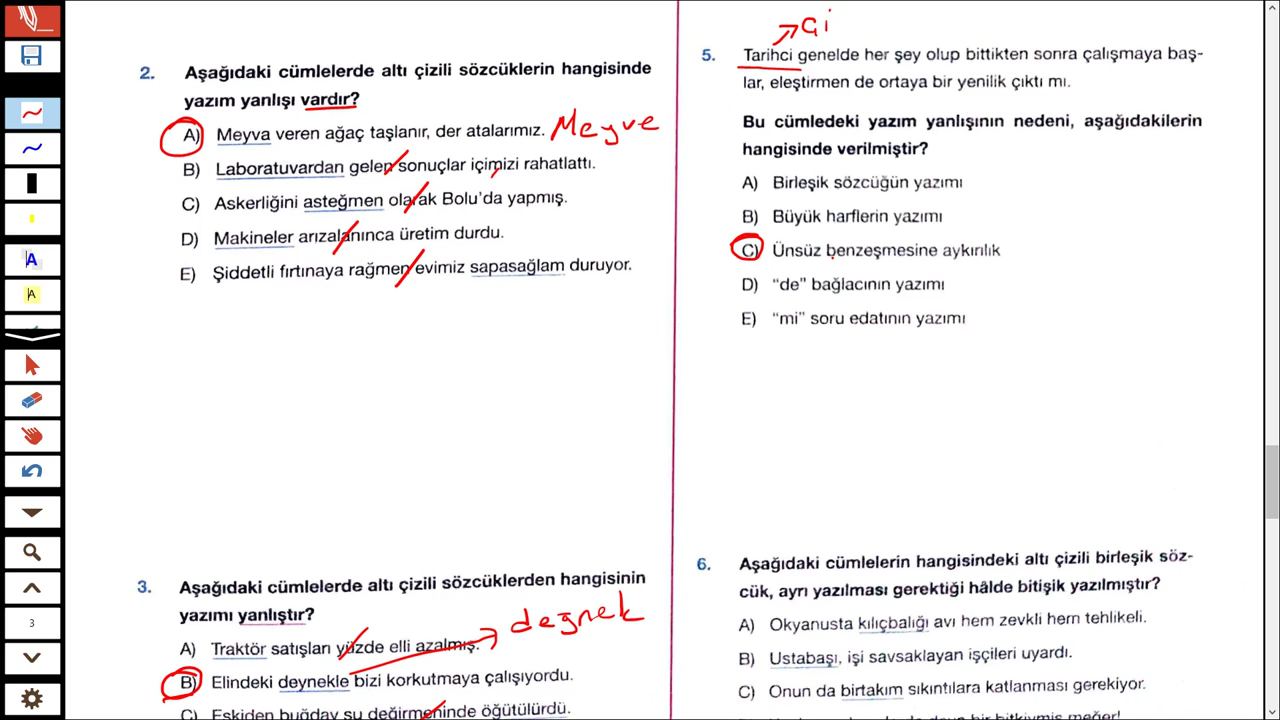 2. Aşağıdaki cümlelerde altı çizili sözcüklerin hangisinde
yazım yanlışı vardır?
A) Meyva veren ağaç taşlanır, der atalarımız. Meyve
B) Laboratuvardan gelen sonuçlar içimizi rahatlattı.
C) Askerliğini asteğmen olarak Bolu'da yapmış.
D) Makineler arızalanınca üretim durdu.
E) Şiddetli fırtınaya rağmen evimiz sapasağlam duruyor.
3. Aşağıdaki cümlelerde altı çizili sözcüklerden hangisinin
yazımı yanlıştır?
değnek
A) Traktör satışları yüzde elli azalmış.
B) Elindeki deynekle bizi korkutmaya çalışıyordu.
C) Eskiden buğday su değirmeninde öğütülürdü.
5. Tarihci genelde her şey olup bittikten sonra çalışmaya baş-
lar, eleştirmen de ortaya bir yenilik çıktı mı.
Bu cümledeki yazım yanlışının nedeni, aşağıdakilerin
hangisinde verilmiştir?
A) Birleşik sözcüğün yazımı
B) Büyük harflerin yazımı
C) Ünsüz benzeşmesine aykırılık
D) "de" bağlacının yazımı
E) "mi" soru edatının yazımı
6. Aşağıdaki cümlelerin hangisindeki altı çizili birleşik söz-
cük, ayrı yazılması gerektiği hâlde bitişik yazılmıştır?
A) Okyanusta kılıçbalığı avı hem zevkli hem tehlikeli.
B) Ustabaşı, işi savsaklayan işçileri uyardı.
C) Onun da birtakım sıkıntılara katlanması gerekiyor.
A
A
3